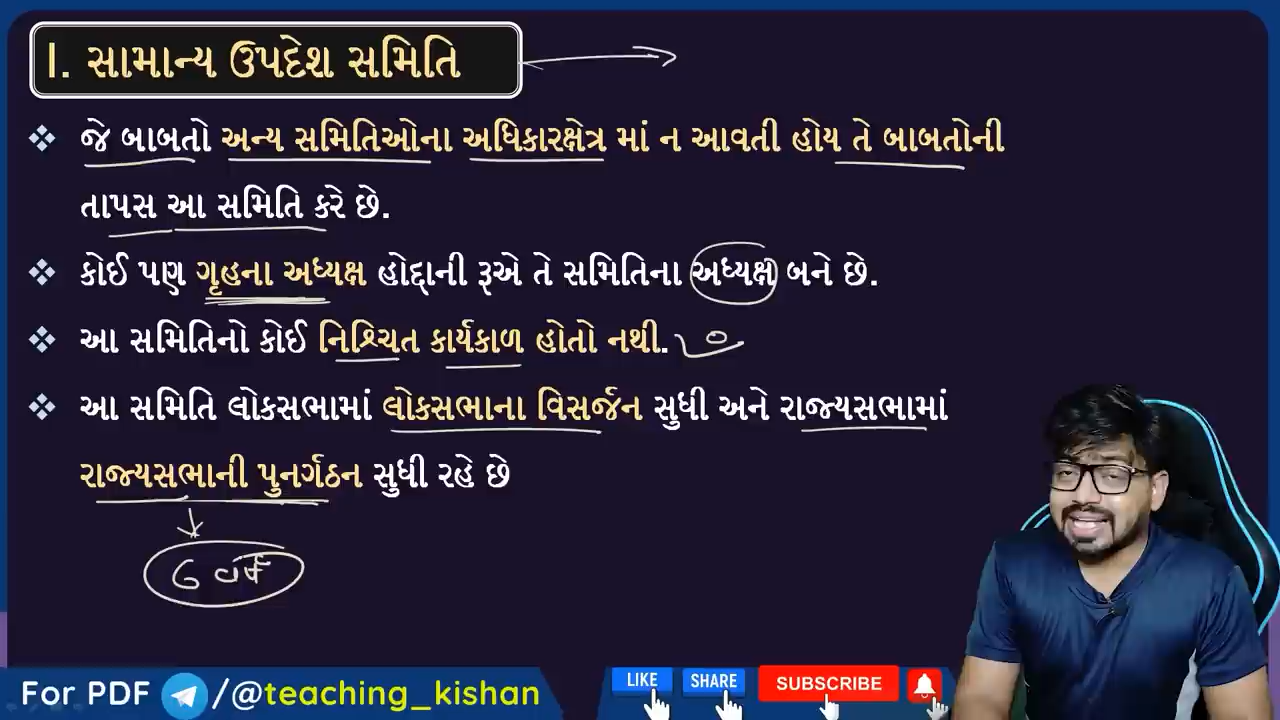 I. સામાન્ય ઉપદેશ સમિતિ
જે બાબતો અન્ય સમિતિઓના અધિકારક્ષેત્ર માં ન આવતી હોય તે બાબતોની
તાપસ આ સમિતિ કરે છે.
કોઈ પણ ગૃહના અધ્યક્ષ હોદ્દાની રૂએ તે સમિતિના અધ્યક્ષ બને છે.
આ સમિતિનો કોઈ નિશ્ચિત કાર્યકાળ હોતો નથી.
આ સમિતિ લોકસભામાં લોકસભાના વિસર્જન સુધી અને રાજ્યસભામાં
રાજ્યસભાની પુનર્ગઠન સુધી રહે છે
6 વર્ષ
For PDF /@teaching_kishan
LIKE SHARE SUBSCRIBE